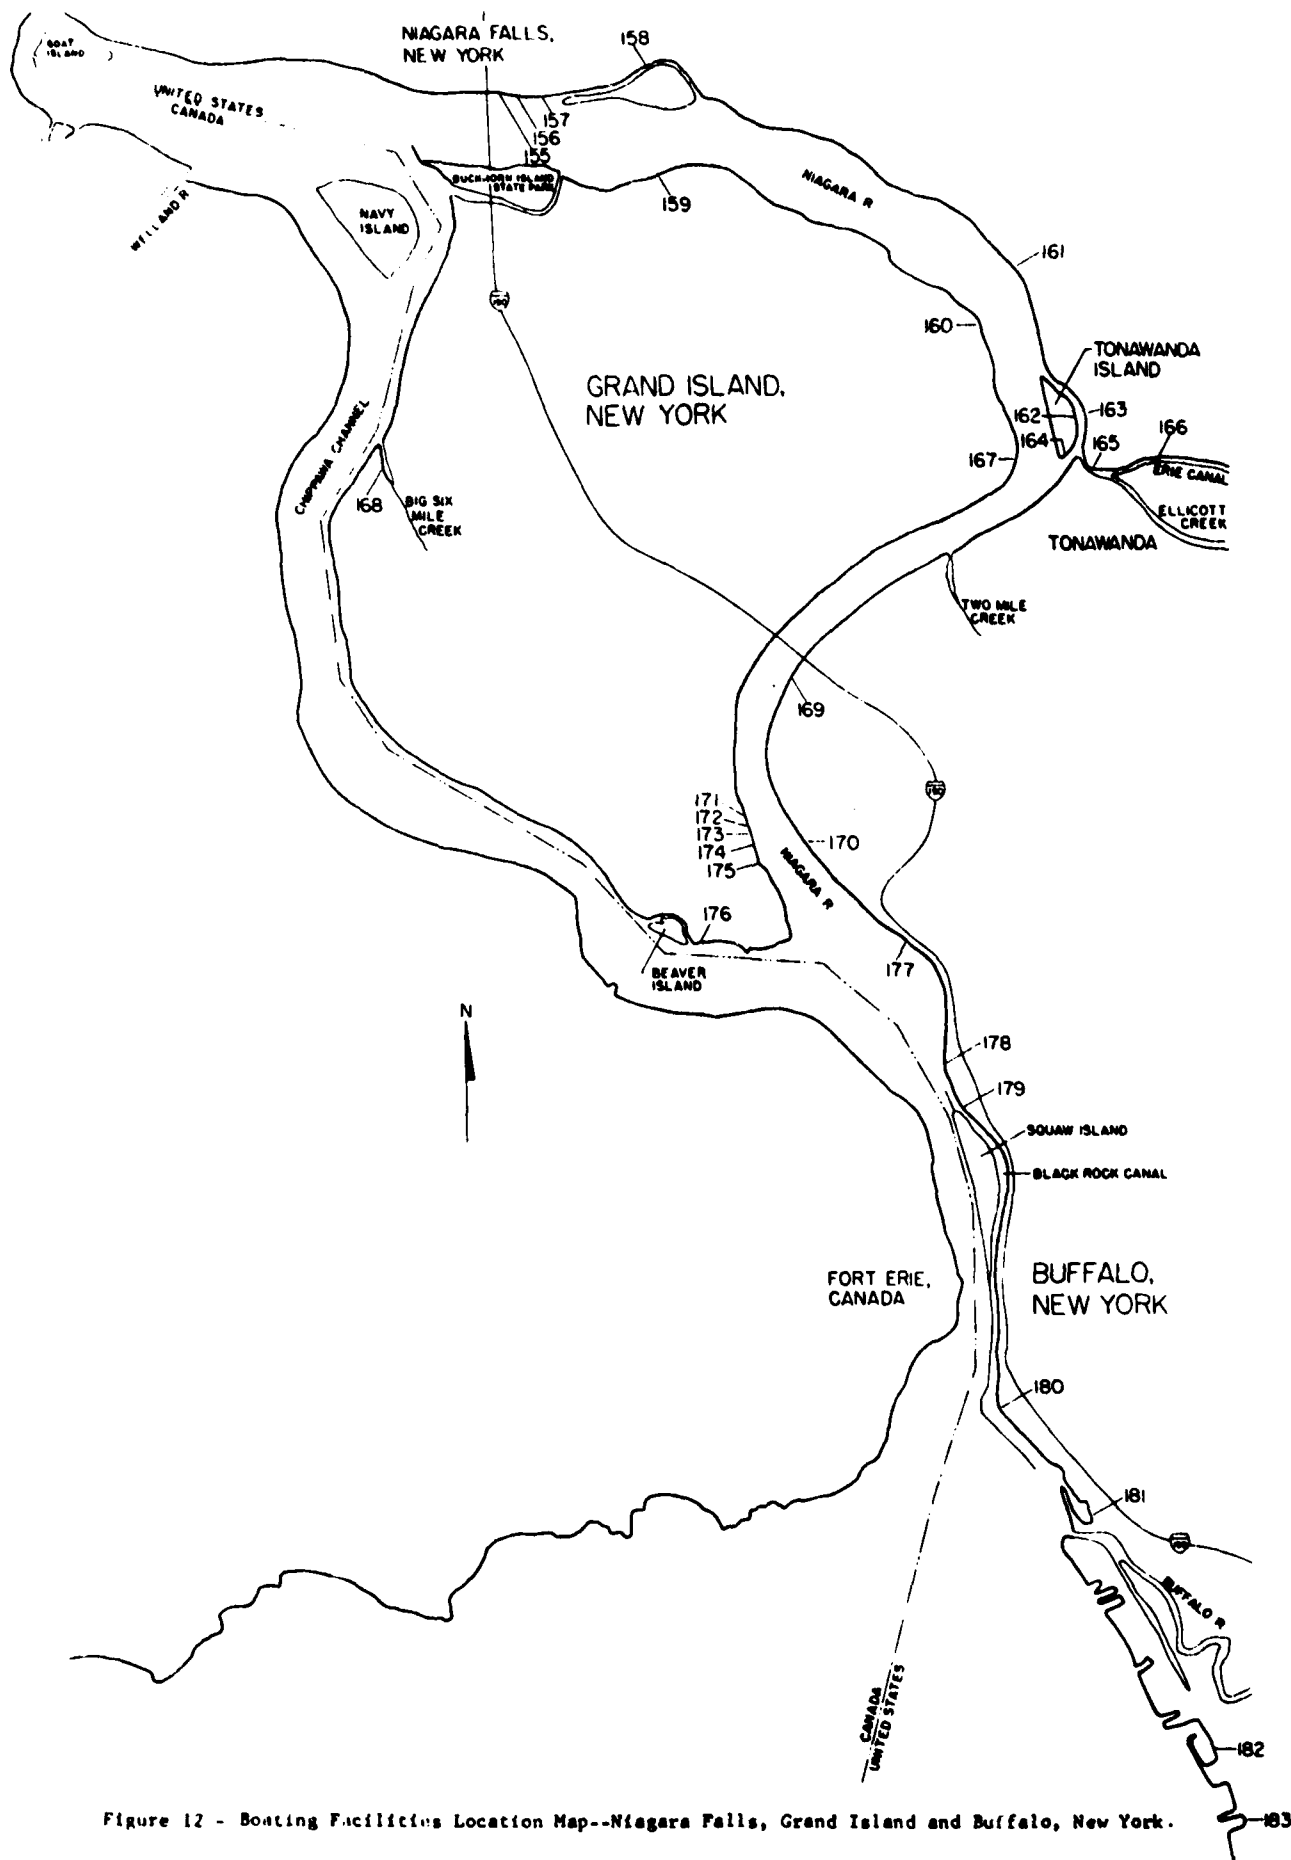 NIAGARA FALLS,
NEW YORK
158
GOAT
ISLAND
UNITED STATES
CANADA
157
156
155
BUCKHORN ISLAND
STATE PARK
159
NIAGARA R
WELLAND R
NAVY
ISLAND
161
190
160
TONAWANDA
ISLAND
GRAND ISLAND,
NEW YORK
162
163
164
165
166
167
ERIE CANAL
CHIPPAWA CHANNEL
168
BIG SIX
MILE
CREEK
ELLICOTT
CREEK
TONAWANDA
TWO MILE
CREEK
169
190
171
172
173
174
175
170
NIAGARA R
176
177
BEAVER
ISLAND
N
178
179
SQUAW ISLAND
BLACK ROCK CANAL
FORT ERIE,
CANADA
BUFFALO,
NEW YORK
180
181
190
BUFFALO R
CANADA
UNITED STATES
182
183
Figure 12 - Boating Facilities Location Map--Niagara Falls, Grand Island and Buffalo, New York.